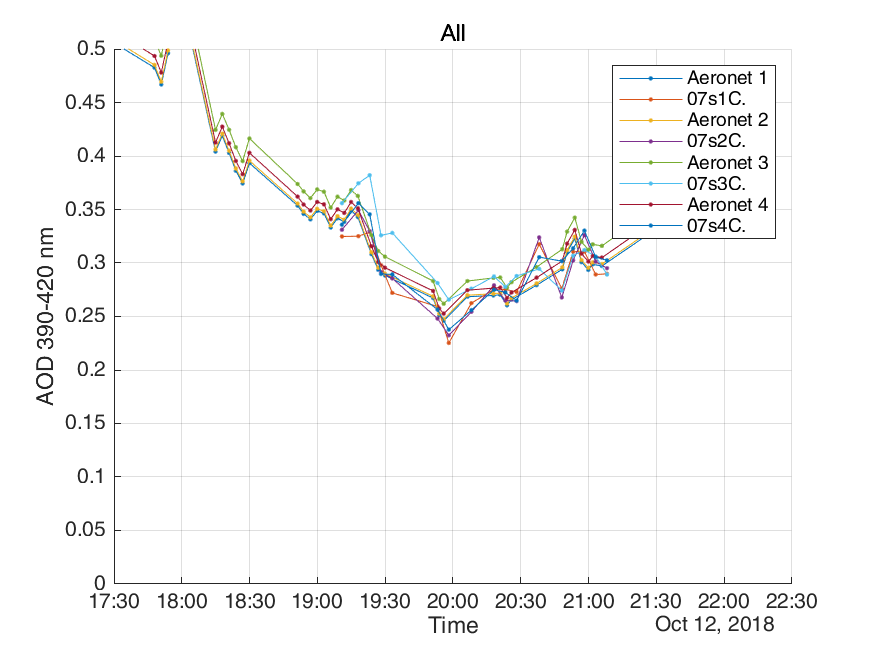 All
0.5
0.45
0.4
0.35
0.3
0.25
0.2
0.15
0.1
0.05
0
AOD 390-420 nm
Aeronet 1
07s1C.
Aeronet 2
07s2C.
Aeronet 3
07s3C.
Aeronet 4
07s4C.
17:30 18:00 18:30 19:00 19:30 20:00 20:30 21:00 21:30 22:00 22:30
Time
Oct 12, 2018